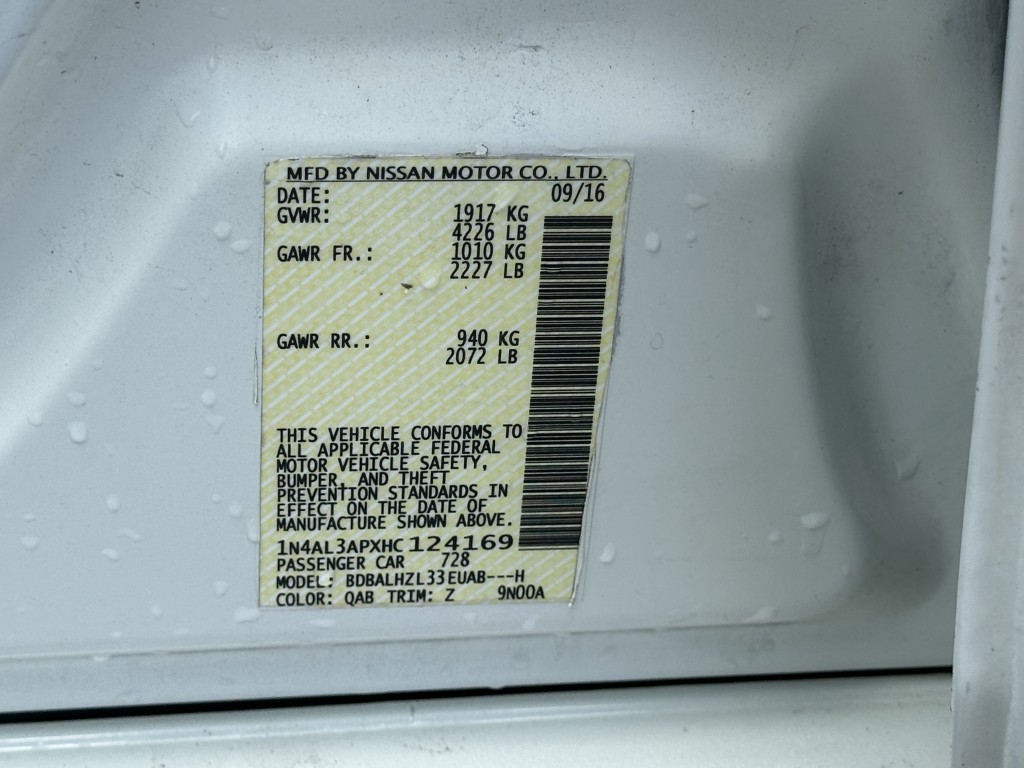 MFD BY NISSAN MOTOR CO., LTD.
DATE: 09/16
GVWR: 1917 KG
4226 LB
GAWR FR.: 1010 KG
2227 LB
GAWR RR.: 940 KG
2072 LB
THIS VEHICLE CONFORMS TO
ALL APPLICABLE FEDERAL
MOTOR VEHICLE SAFETY,
BUMPER, AND THEFT
PREVENTION STANDARDS IN
EFFECT ON THE DATE OF
MANUFACTURE SHOWN ABOVE.
1N4AL3APXHC124169
PASSENGER CAR 728
MODEL: BDBALHZL33EUAB---H
COLOR: QAB TRIM: Z 9N00A